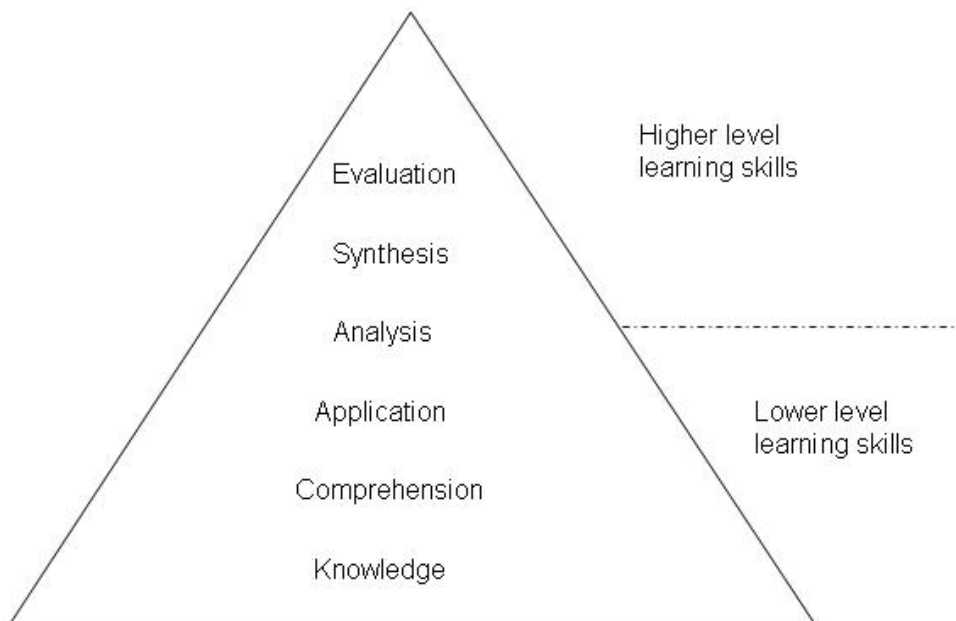 Higher level
learning skills
Evaluation
Synthesis
Analysis
Application
Lower level
learning skills
Comprehension
Knowledge